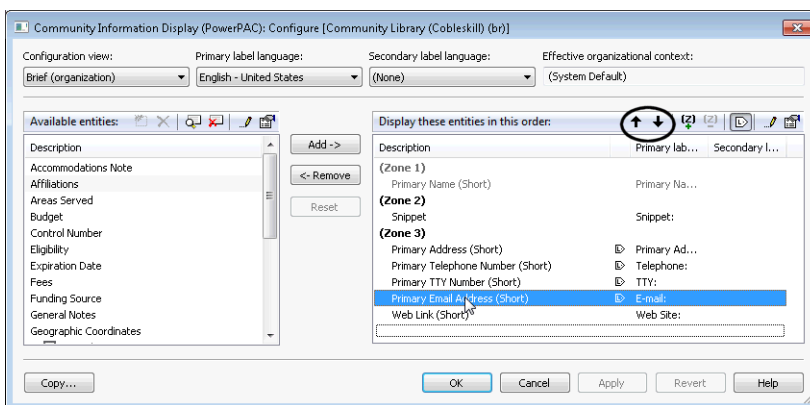 Community Information Display (PowerPAC): Configure [Community Library (Cobleskill) (br)]
Configuration view: Primary label language: Secondary label language: Effective organizational context:
Brief (organization) English - United States (None) (System Default)
Available entities: Display these entities in this order:
Description Add -> Description Primary lab... Secondary l...
Accommodations Note (Zone 1)
Affiliations <- Remove Primary Name (Short) Primary Na...
Areas Served (Zone 2)
Budget Reset Snippet Snippet:
Control Number (Zone 3)
Eligibility Primary Address (Short) Primary Ad...
Expiration Date Primary Telephone Number (Short) Telephone:
Fees Primary TTY Number (Short) TTY:
Funding Source Primary Email Address (Short) E-mail:
General Notes Web Link (Short) Web Site:
Geographic Coordinates
Copy... OK Cancel Apply Revert Help